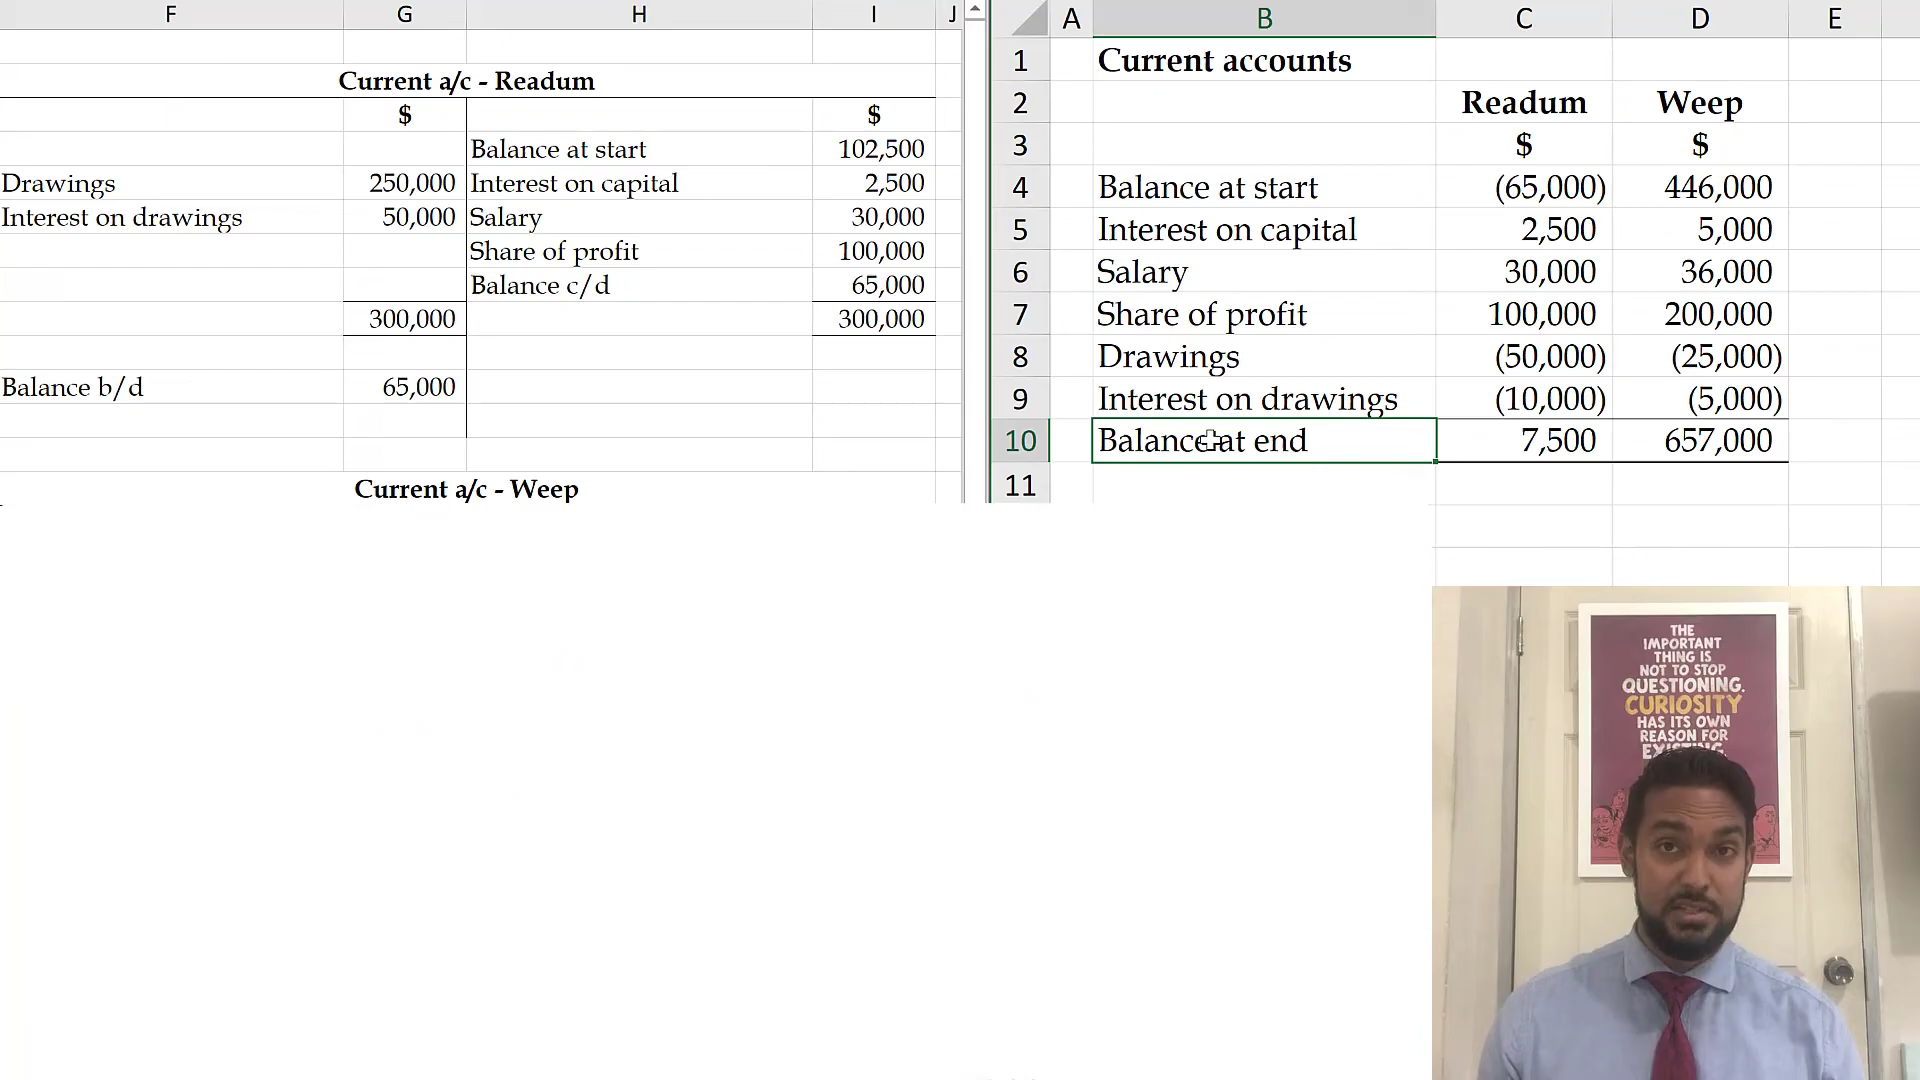 F G H I J
Current a/c - Readum
$ $
Balance at start 102,500
Drawings 250,000 Interest on capital 2,500
Interest on drawings 50,000 Salary 30,000
Share of profit 100,000
Balance c/d 65,000
300,000 300,000
Balance b/d 65,000
Current a/c - Weep
A B C D E
1 Current accounts
2 Readum Weep
3 $ $
4 Balance at start (65,000) 446,000
5 Interest on capital 2,500 5,000
6 Salary 30,000 36,000
7 Share of profit 100,000 200,000
8 Drawings (50,000) (25,000)
9 Interest on drawings (10,000) (5,000)
10 Balance at end 7,500 657,000
11
THE
IMPORTANT
THING IS
NOT TO STOP
QUESTIONING.
CURIOSITY
HAS ITS OWN
REASON FOR
EXISTING.